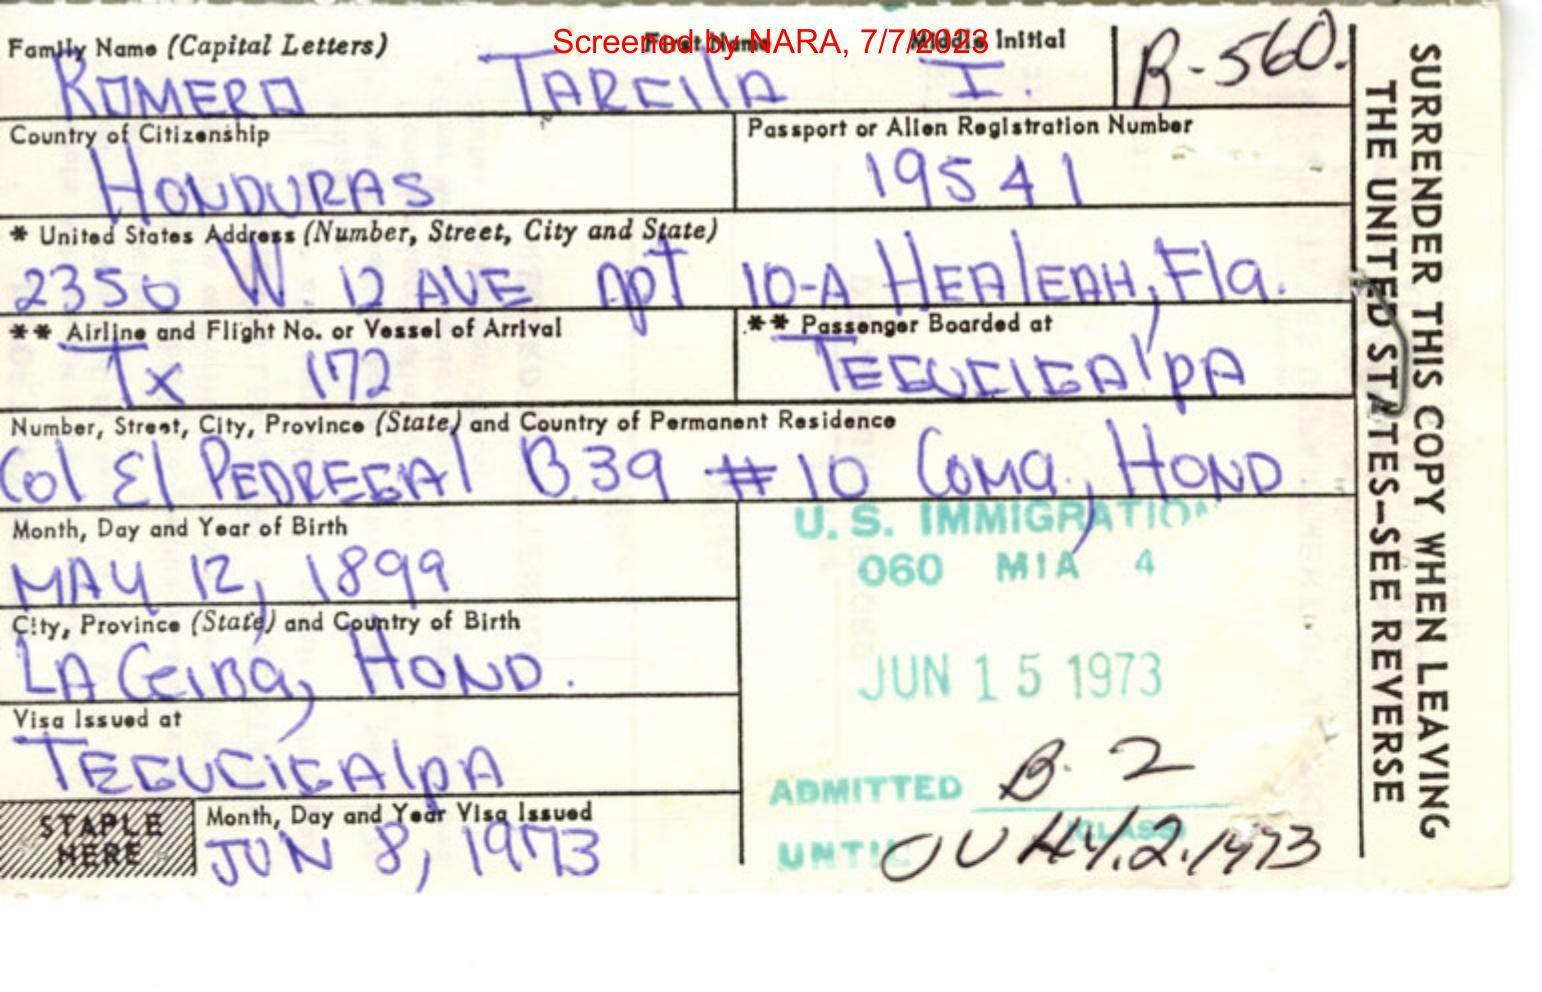 Screened by NARA, 7/7/2023
Family Name (Capital Letters) First Name Middle Initial
ROMERO TARCIlA I. B-560.
Country of Citizenship Passport or Alien Registration Number
HONDURAS 19541
* United States Address (Number, Street, City and State)
2350 W. 12 AVE Apt 10-A HEAlEAH, Fla.
** Airline and Flight No. or Vessel of Arrival ** Passenger Boarded at
Tx 172 TEGUCIGAlpA
Number, Street, City, Province (State) and Country of Permanent Residence
Col El PEDREGAl B.39 #10 Coma., HOND
Month, Day and Year of Birth
MAY 12, 1899
City, Province (State) and Country of Birth
LA CeiBa, HOND.
Visa Issued at
TEGUCIGAlpA
STAPLE HERE
Month, Day and Year Visa Issued
JUN 8, 1973
U.S. IMMIGRATION
060 MIA 4
JUN 15 1973
ADMITTED B-2
(CLASS)
UNTIL 2.1973
SURRENDER THIS COPY WHEN LEAVING
THE UNITED STATES—SEE REVERSE